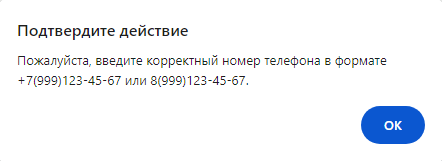 Подтвердите действие
Пожалуйста, введите корректный номер телефона в формате
+7(999)123-45-67 или 8(999)123-45-67.
ОК